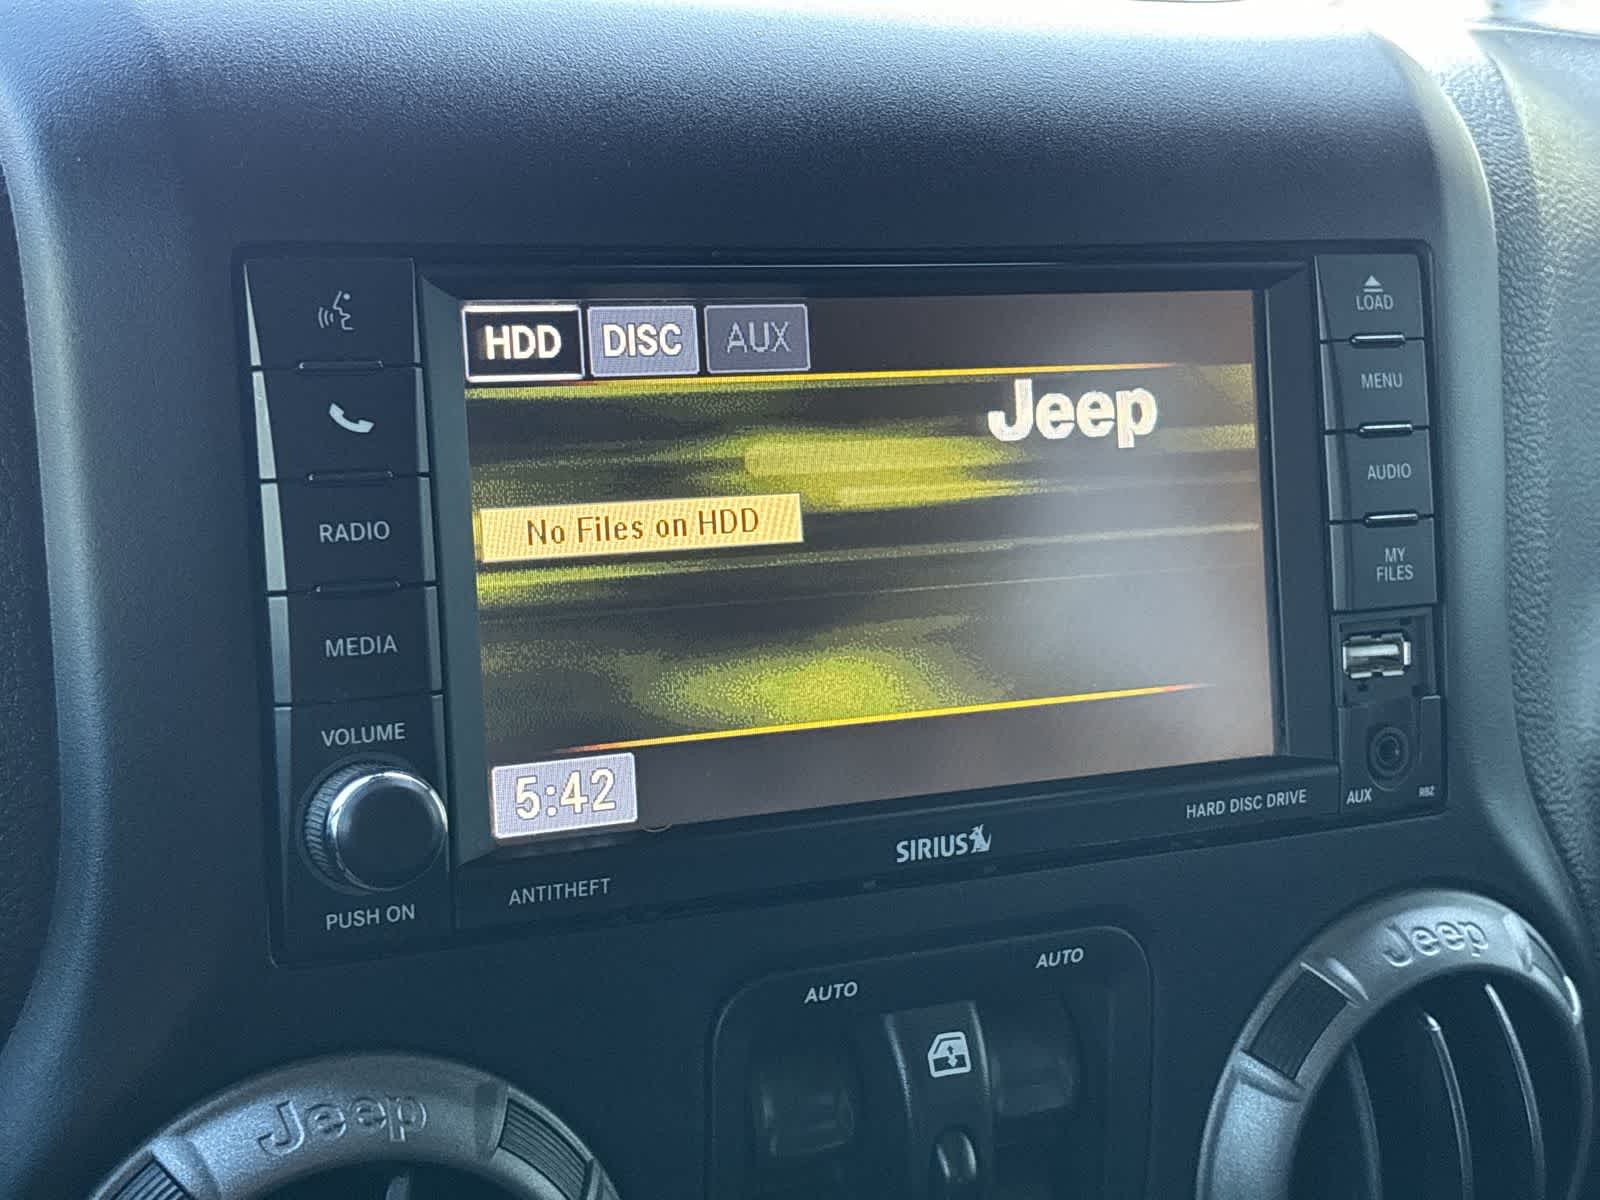 LOAD
HDD DISC AUX
MENU
Jeep
AUDIO
No Files on HDD
RADIO
MY
FILES
MEDIA
VOLUME
5:42
AUX
RBZ
HARD DISC DRIVE
SIRIUS
ANTITHEFT
PUSH ON
AUTO
AUTO
Jeep
Jeep